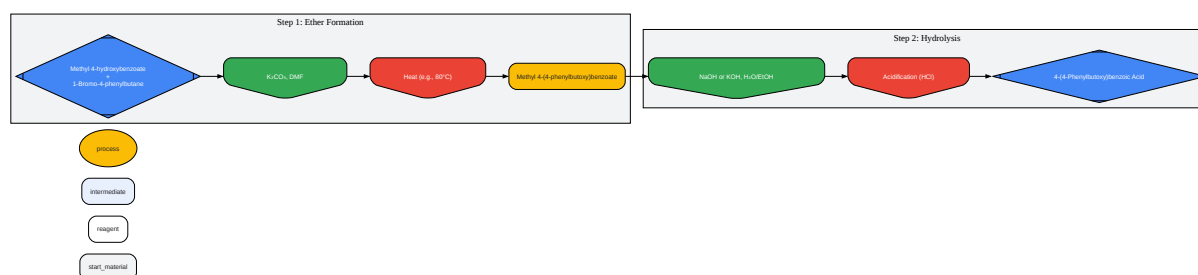 Step 1: Ether Formation
Methyl 4-hydroxybenzoate
+
1-Bromo-4-phenylbutane
K₂CO₃, DMF
Heat (e.g., 80°C)
Methyl 4-(4-phenylbutoxy)benzoate
Step 2: Hydrolysis
NaOH or KOH, H₂O/EtOH
Acidification (HCl)
4-(4-Phenylbutoxy)benzoic Acid
process
intermediate
reagent
start_material